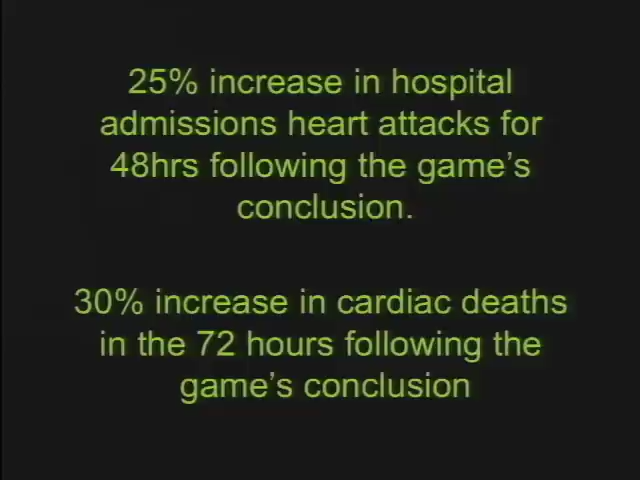 25% increase in hospital
admissions heart attacks for
48hrs following the game’s
conclusion.
30% increase in cardiac deaths
in the 72 hours following the
game’s conclusion